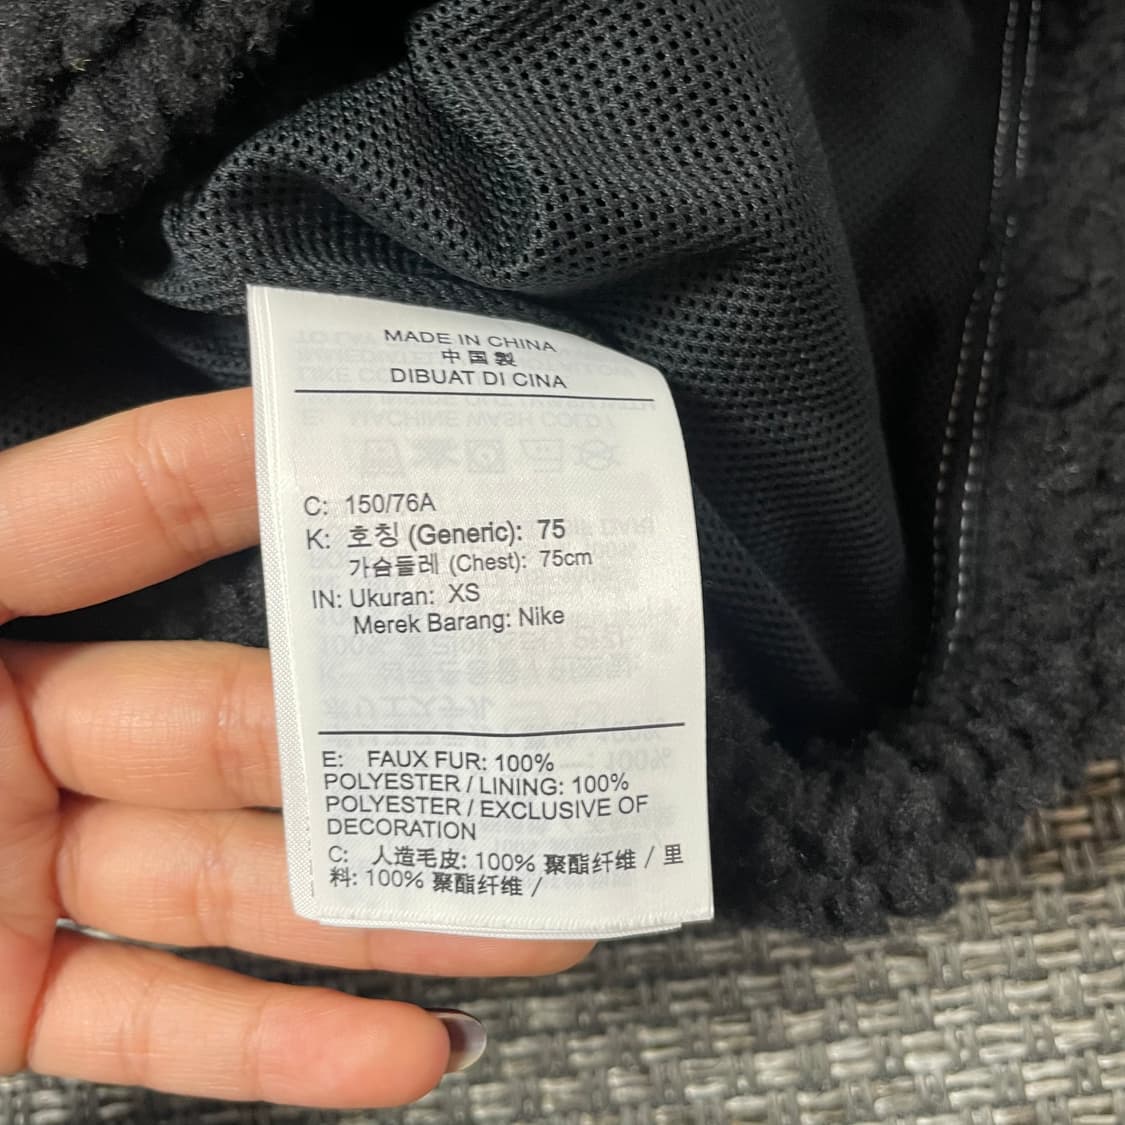 MADE IN CHINA
中国製
DIBUAT DI CINA
C: 150/76A
K: 호칭 (Generic): 75
가슴둘레 (Chest): 75cm
IN: Ukuran: XS
Merek Barang: Nike
E: FAUX FUR: 100%
POLYESTER / LINING: 100%
POLYESTER / EXCLUSIVE OF
DECORATION
C: 人造毛皮: 100% 聚酯纤维 / 里
料: 100% 聚酯纤维 /